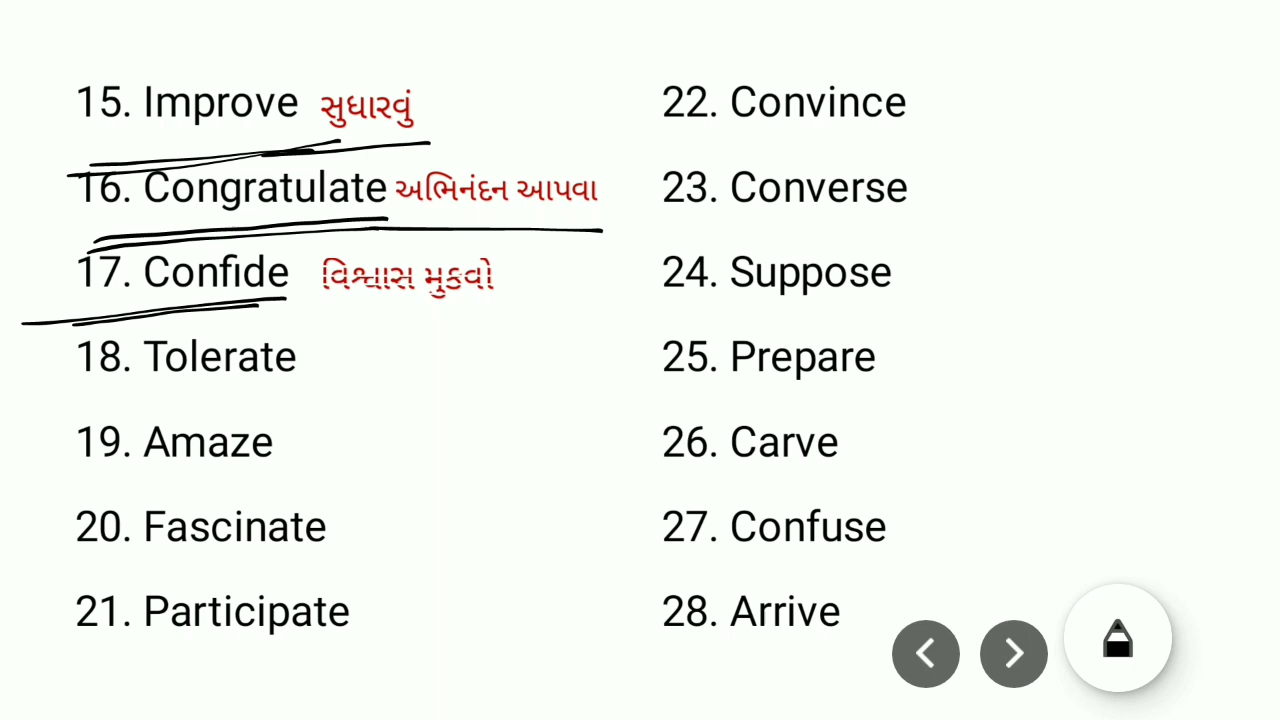 15. Improve સુધારવું
16. Congratulate અભિનંદન આપવા
17. Confide વિશ્વાસ મુકવો
18. Tolerate
19. Amaze
20. Fascinate
21. Participate
22. Convince
23. Converse
24. Suppose
25. Prepare
26. Carve
27. Confuse
28. Arrive